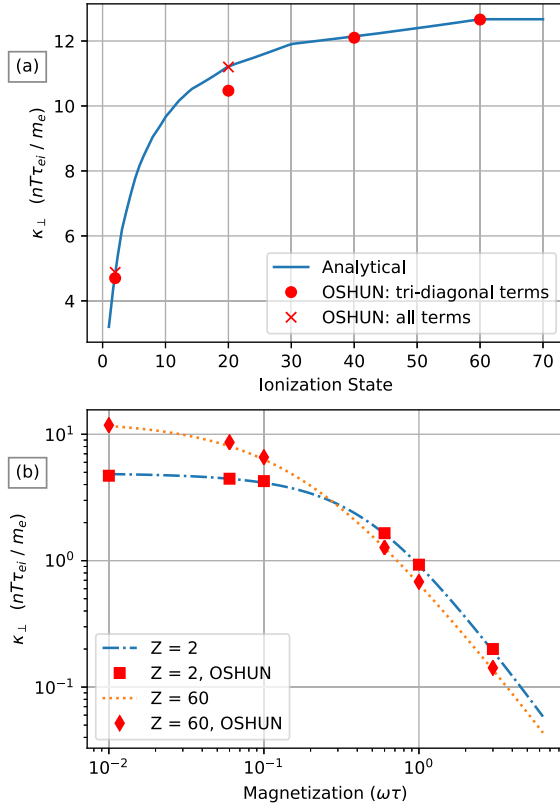 (a)
κ⊥ (nTτei / me)
12
10
8
6
4
0 10 20 30 40 50 60 70
Ionization State
Analytical
OSHUN: tri-diagonal terms
OSHUN: all terms
(b)
κ⊥ (nTτei / me)
10¹
10⁰
10⁻¹
10⁻² 10⁻¹ 10⁰
Magnetization (ωτ)
Z = 2
Z = 2, OSHUN
Z = 60
Z = 60, OSHUN